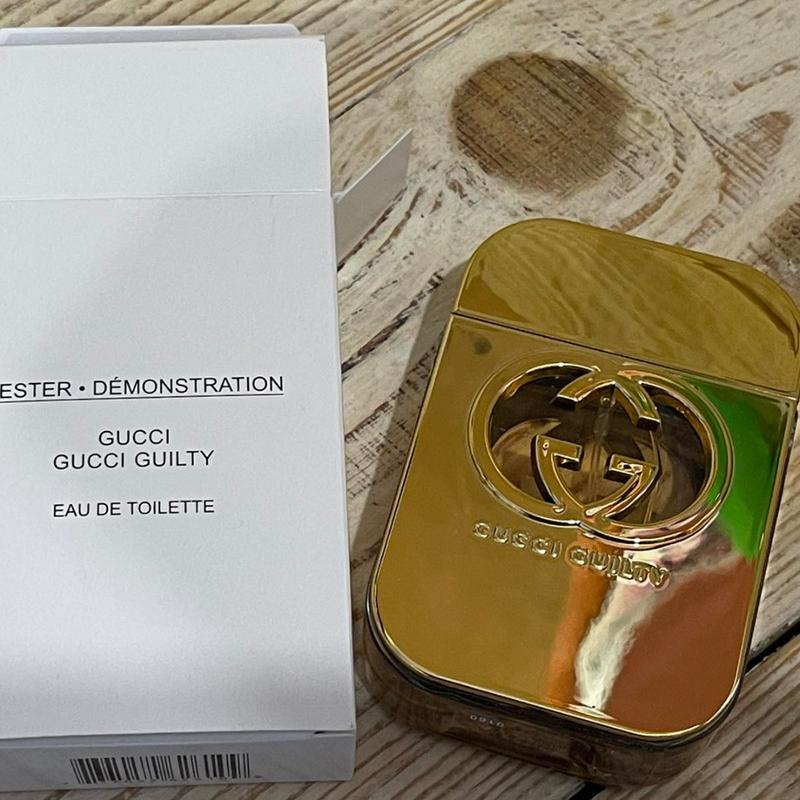 ESTER • DÉMONSTRATION
GUCCI
GUCCI GUILTY
EAU DE TOILETTE
GUCCI GUILTY